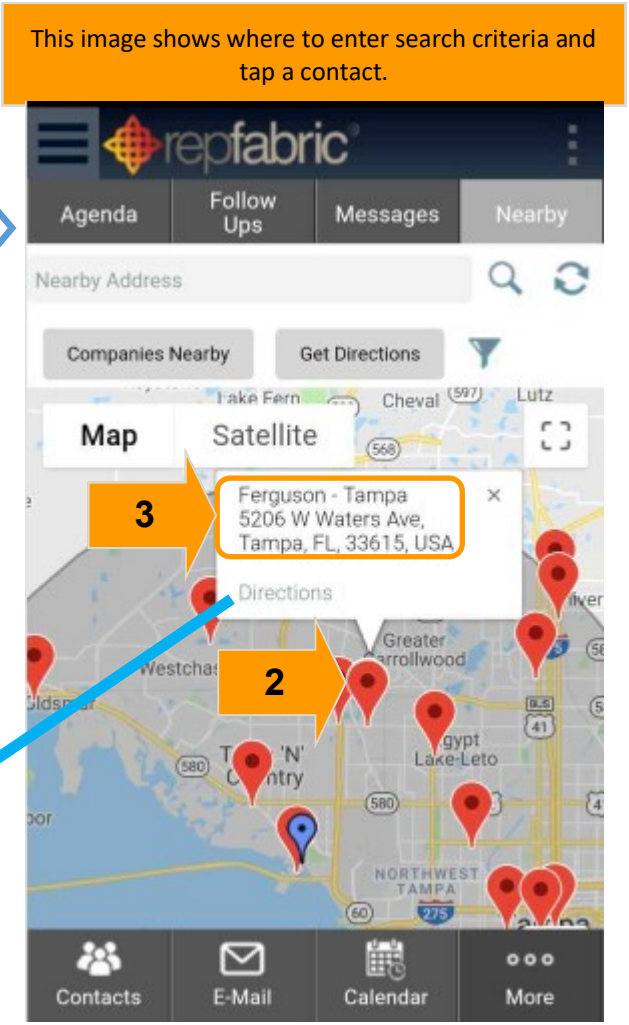 This image shows where to enter search criteria and
tap a contact.
repfabric
Agenda
Follow
Ups
Messages
Nearby
Nearby Address
Companies Nearby
Get Directions
Lake Fern
Cheval
597
Lutz
Map
Satellite
568
3
Ferguson - Tampa
5206 W Waters Ave,
Tampa, FL, 33615, USA
×
Directions
Greater
Carrollwood
Westchas
2
BUS
41
580
'N'
Lake-Leto
580
NORTHWEST
TAMPA
60
275
Contacts
E-Mail
Calendar
More